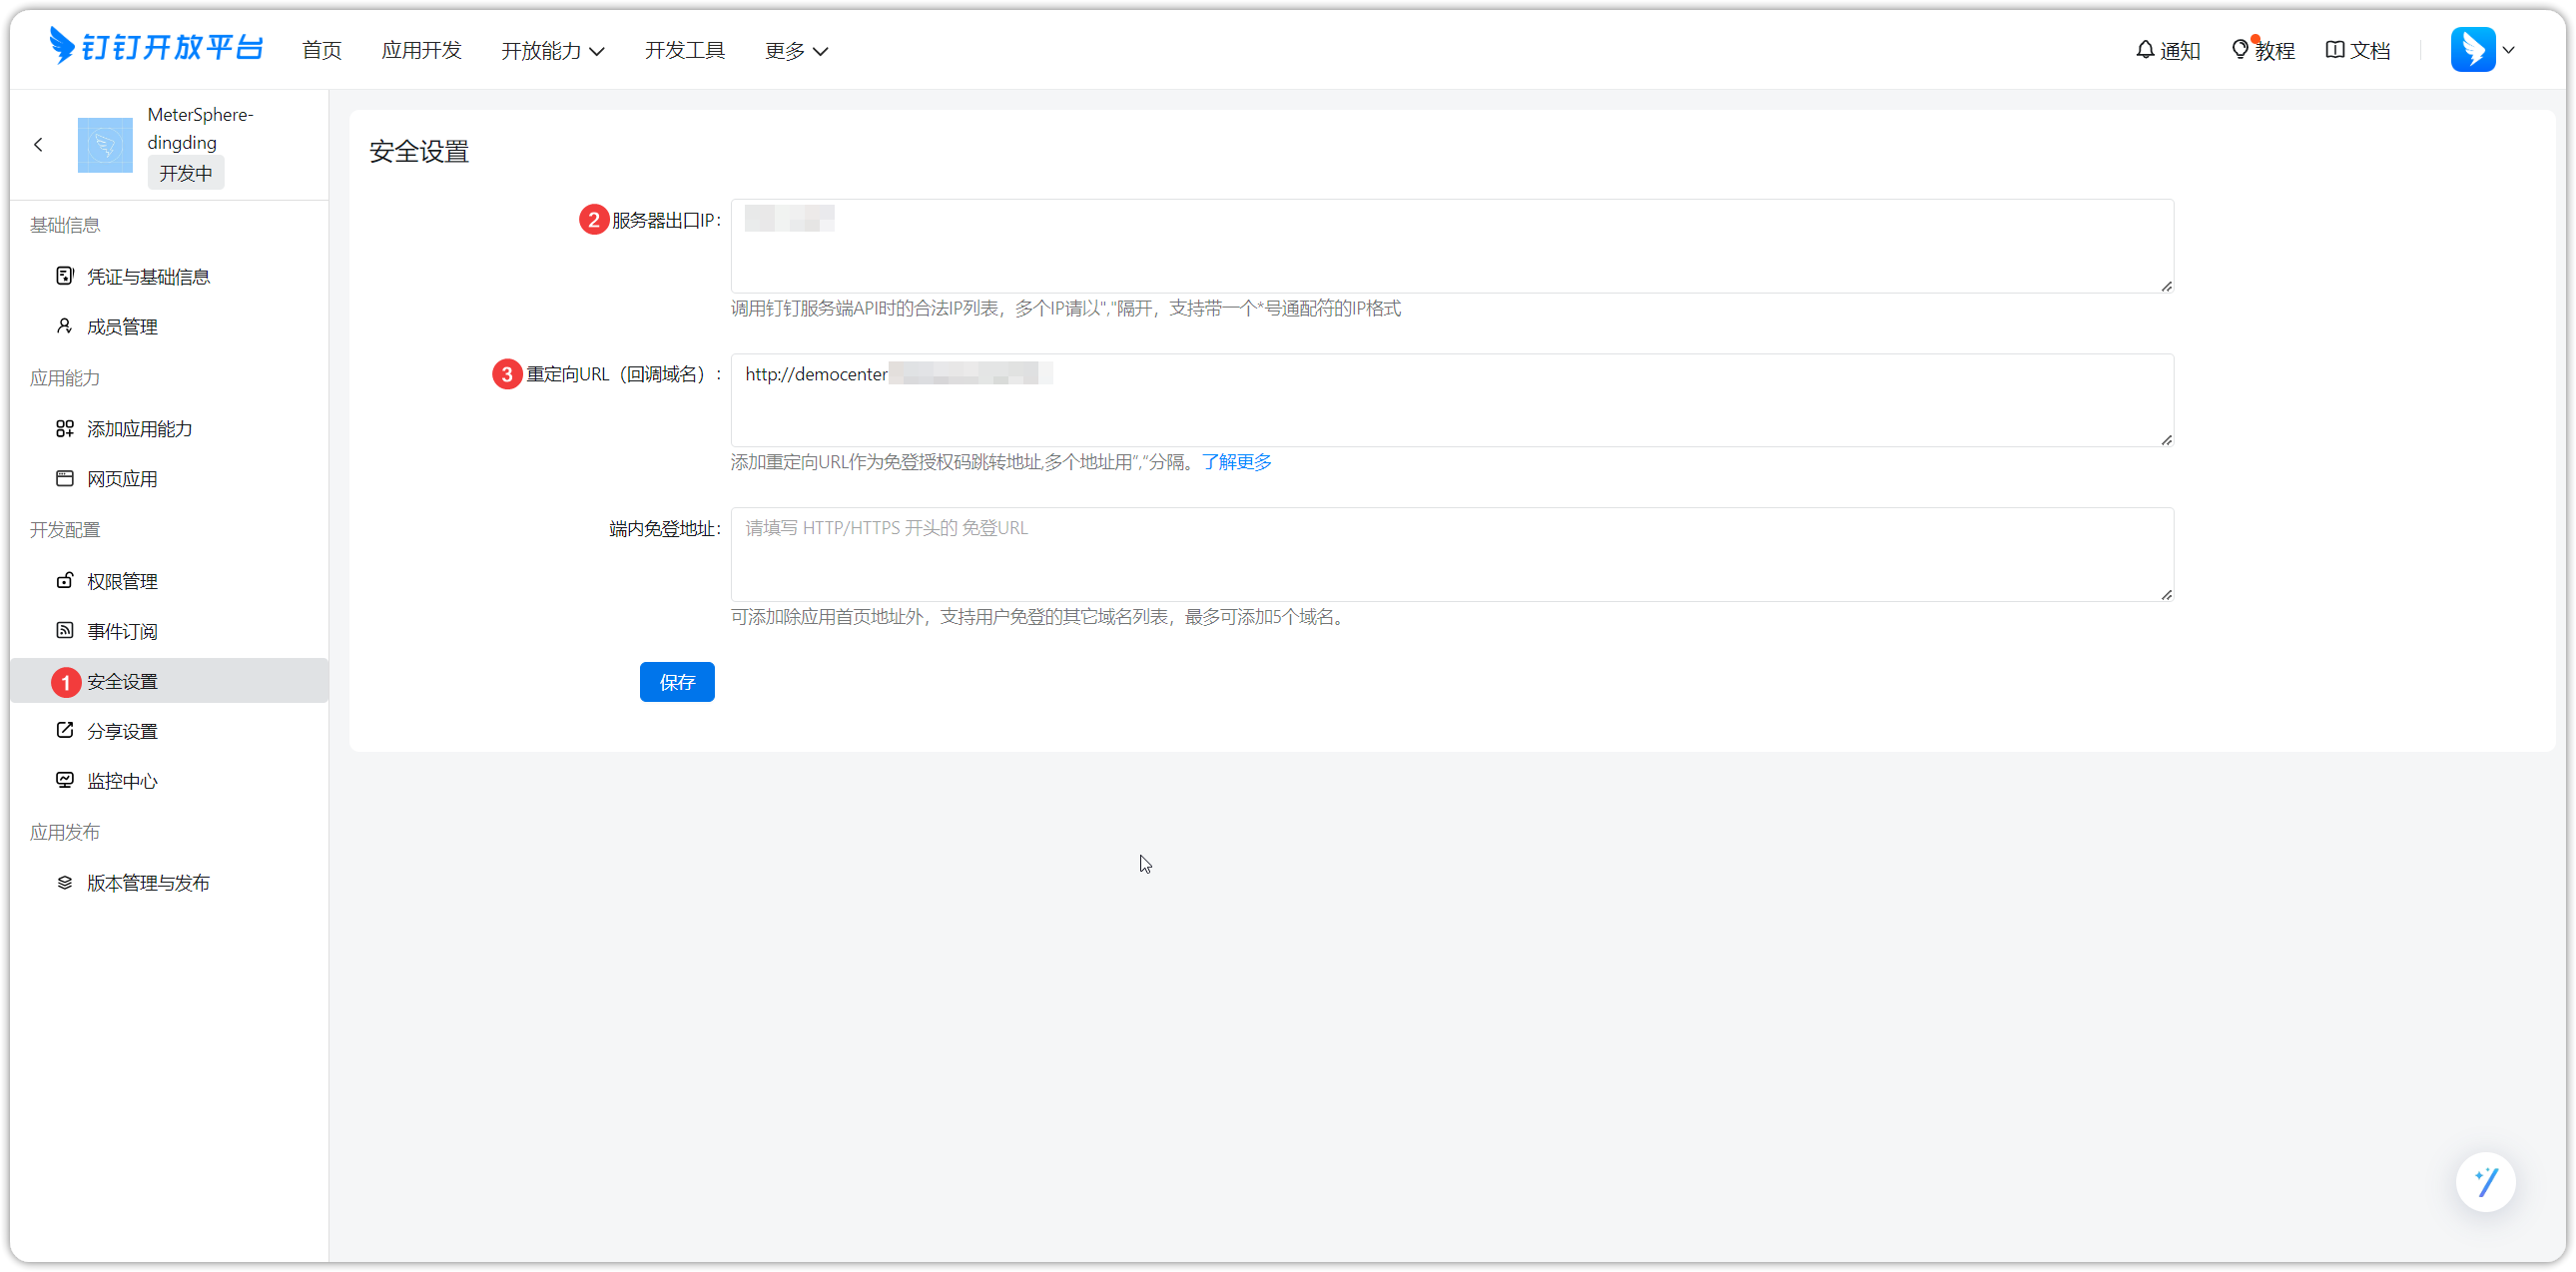 钉钉开放平台 首页 应用开发 开放能力 开发工具 更多 通知 教程 文档
MeterSphere-
dingding
开发中
基础信息
凭证与基础信息
成员管理
应用能力
添加应用能力
网页应用
开发配置
权限管理
事件订阅
1 安全设置
分享设置
监控中心
应用发布
版本管理与发布
安全设置
2 服务器出口IP:
调用钉钉服务端API时的合法IP列表，多个IP请以","隔开，支持带一个*号通配符的IP格式
3 重定向URL（回调域名）: http://democenter
添加重定向URL作为免登授权码跳转地址,多个地址用“,”分隔。了解更多
端内免登地址: 请填写 HTTP/HTTPS 开头的 免登URL
可添加除应用首页地址外，支持用户免登的其它域名列表，最多可添加5个域名。
保存